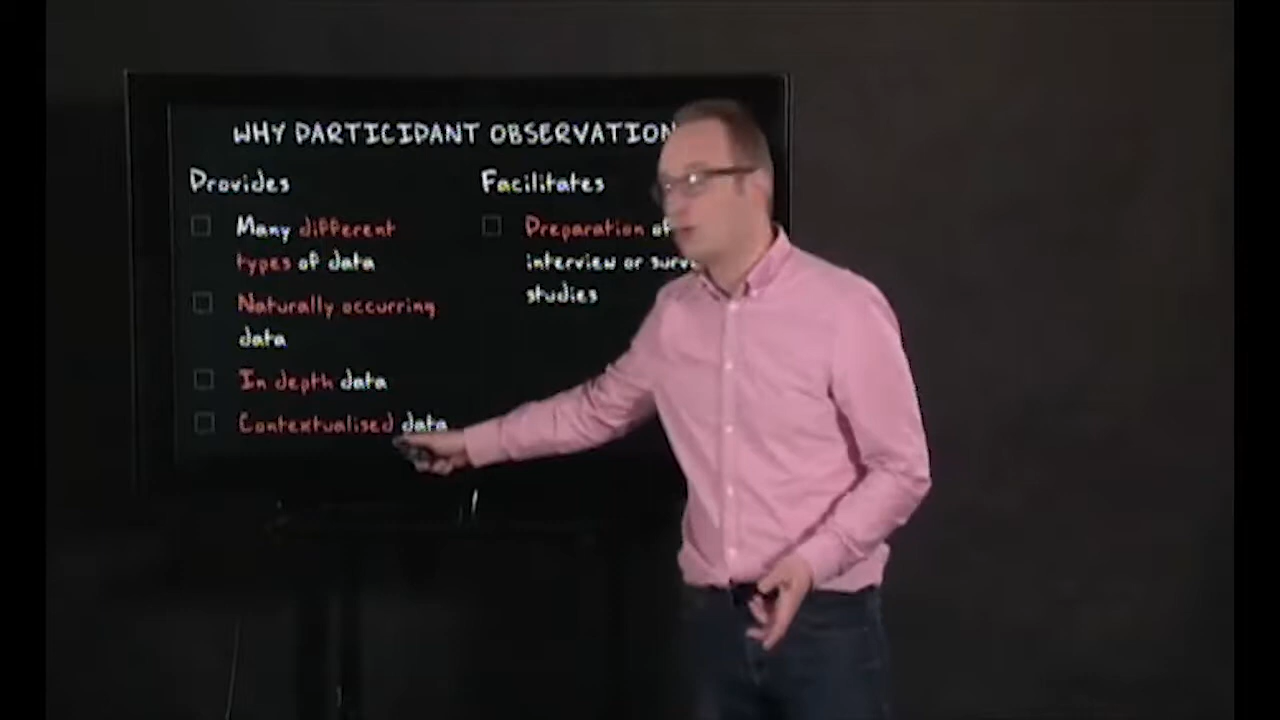 WHY PARTICIPANT OBSERVATION
Provides
Many different
types of data
Naturally occurring
data
In depth data
Contextualised data
Facilitates
Preparation of
interview or
studies